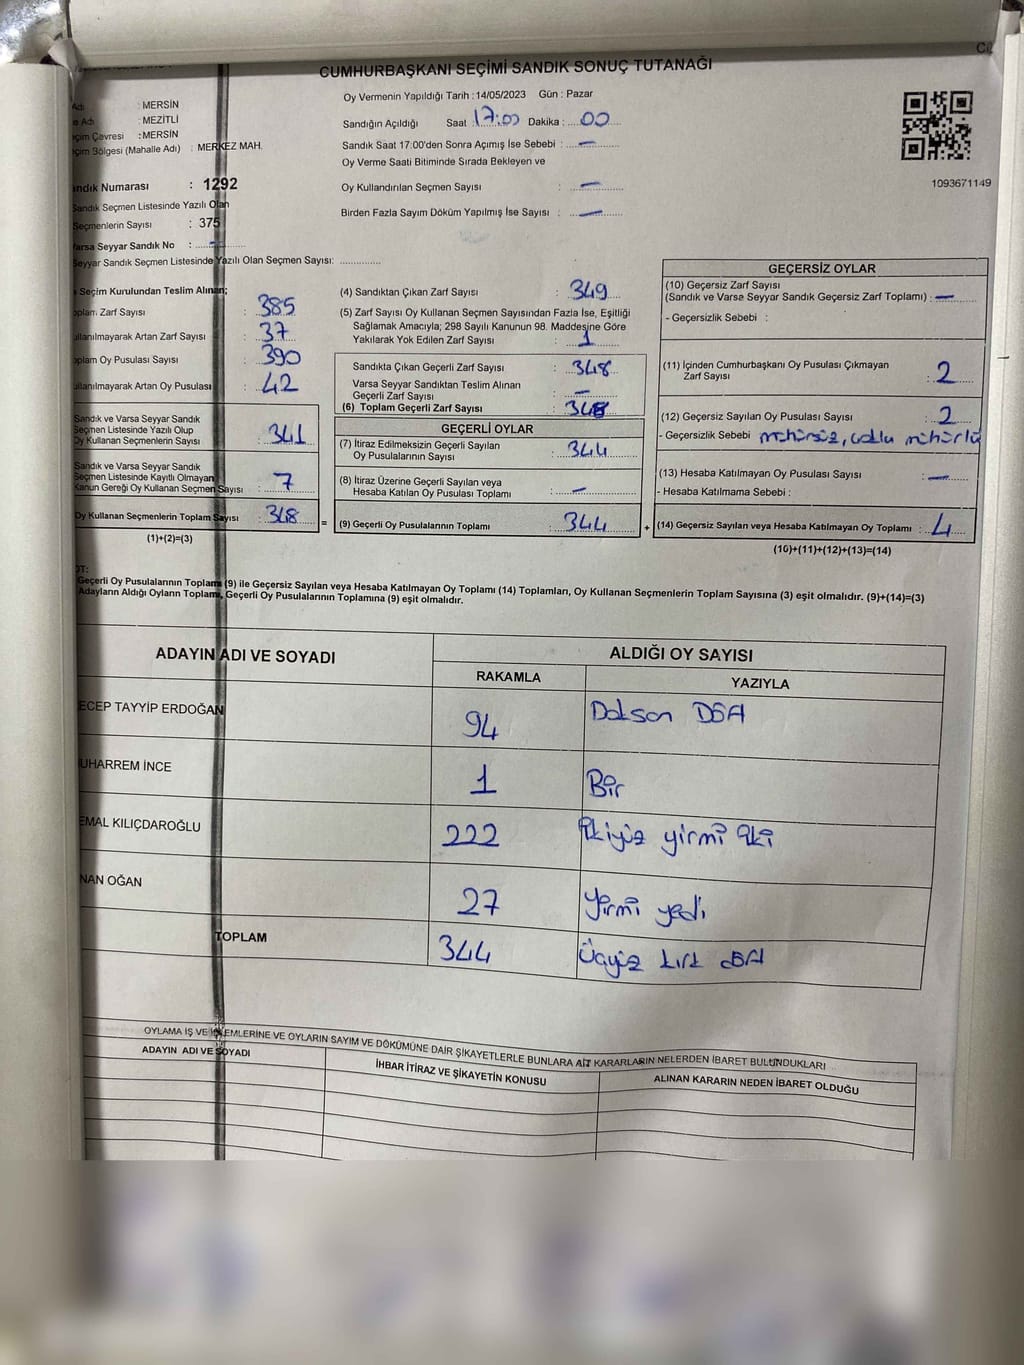 CUMHURBAŞKANI SEÇİMİ SANDIK SONUÇ TUTANAĞI
Oy Vermenin Yapıldığı Tarih : 14/05/2023 Gün : Pazar
Adı : MERSİN
e Adı : MEZİTLİ
çim Çevresi : MERSİN
çim Bölgesi (Mahalle Adı) : MERKEZ MAH.
Sandığın Açıldığı Saat : 17:00 Dakika : 00
Sandık Saat 17:00'den Sonra Açımış İse Sebebi : —
Oy Verme Saati Bitiminde Sırada Bekleyen ve
Oy Kullandırılan Seçmen Sayısı : —
Birden Fazla Sayım Döküm Yapılmış İse Sayısı : —
1093671149
andık Numarası : 1292
Sandık Seçmen Listesinde Yazılı Olan
Seçmenlerin Sayısı : 375
Varsa Seyyar Sandık No : —
Seyyar Sandık Seçmen Listesinde Yazılı Olan Seçmen Sayısı: ..............
Seçim Kurulundan Teslim Alınan;
oplam Zarf Sayısı : 385
ullanılmayarak Artan Zarf Sayısı : 37
oplam Oy Pusulası Sayısı : 390
ullanılmayarak Artan Oy Pusulası : 42
Sandık ve Varsa Seyyar Sandık
Seçmen Listesinde Yazılı Olup
Oy Kullanan Seçmenlerin Sayısı : 341
Sandık ve Varsa Seyyar Sandık
Seçmen Listesinde Kayıtlı Olmayan
Kanun Gereği Oy Kullanan Seçmen Sayısı : 7
Oy Kullanan Seçmenlerin Toplam Sayısı : 348 =
(1)+(2)=(3)
(4) Sandıktan Çıkan Zarf Sayısı : 349
(5) Zarf Sayısı Oy Kullanan Seçmen Sayısından Fazla İse, Eşitliği
Sağlamak Amacıyla; 298 Sayılı Kanunun 98. Maddesine Göre
Yakılarak Yok Edilen Zarf Sayısı : 1
Sandıkta Çıkan Geçerli Zarf Sayısı : 348
Varsa Seyyar Sandıktan Teslim Alınan
Geçerli Zarf Sayısı : —
(6) Toplam Geçerli Zarf Sayısı : 348
GEÇERLİ OYLAR
(7) İtiraz Edilmeksizin Geçerli Sayılan
Oy Pusulalarının Sayısı : 344
(8) İtiraz Üzerine Geçerli Sayılan veya
Hesaba Katılan Oy Pusulası Toplamı : —
(9) Geçerli Oy Pusulalarının Toplamı : 344 +
GEÇERSİZ OYLAR
(10) Geçersiz Zarf Sayısı
(Sandık ve Varsa Seyyar Sandık Geçersiz Zarf Toplamı) : —
- Geçersizlik Sebebi :
(11) İçinden Cumhurbaşkanı Oy Pusulası Çıkmayan
Zarf Sayısı : 2
(12) Geçersiz Sayılan Oy Pusulası Sayısı : 2
- Geçersizlik Sebebi mühürsüz, çoklu mühürlü
(13) Hesaba Katılmayan Oy Pusulası Sayısı : —
- Hesaba Katılmama Sebebi :
(14) Geçersiz Sayılan veya Hesaba Katılmayan Oy Toplamı : 4
(10)+(11)+(12)+(13)=(14)
OT:
Geçerli Oy Pusulalarının Toplamı (9) ile Geçersiz Sayılan veya Hesaba Katılmayan Oy Toplamı (14) Toplamları, Oy Kullanan Seçmenlerin Toplam Sayısına (3) eşit olmalıdır. (9)+(14)=(3)
Adayların Aldığı Oyların Toplamı, Geçerli Oy Pusulalarının Toplamına (9) eşit olmalıdır.
ADAYIN ADI VE SOYADI ALDIĞI OY SAYISI
RAKAMLA YAZIYLA
ECEP TAYYİP ERDOĞAN 94 Doksan DÖRT
UHARREM İNCE 1 Bir
EMAL KILIÇDAROĞLU 222 İkiyüz yirmi iki
NAN OĞAN 27 Yirmi yedi
TOPLAM 344 Üçyüz kırk dört
OYLAMA İŞ VE İŞLEMLERİNE VE OYLARIN SAYIM VE DÖKÜMÜNE DAİR ŞİKAYETLERLE BUNLARA AİT KARARLARIN NELERDEN İBARET BULUNDUKLARI
ADAYIN ADI VE SOYADI İHBAR İTİRAZ VE ŞİKAYETİN KONUSU ALINAN KARARIN NEDEN İBARET OLDUĞU